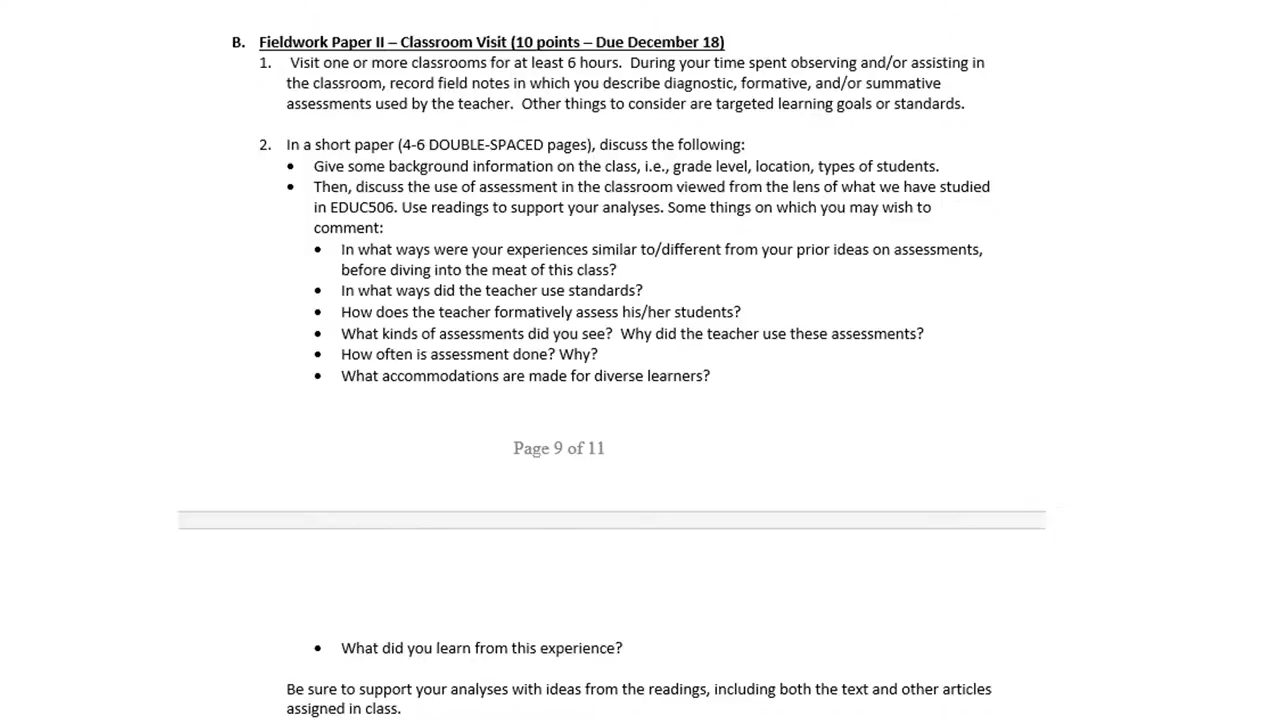 B. Fieldwork Paper II – Classroom Visit (10 points – Due December 18)
1. Visit one or more classrooms for at least 6 hours. During your time spent observing and/or assisting in
the classroom, record field notes in which you describe diagnostic, formative, and/or summative
assessments used by the teacher. Other things to consider are targeted learning goals or standards.
2. In a short paper (4-6 DOUBLE-SPACED pages), discuss the following:
• Give some background information on the class, i.e., grade level, location, types of students.
• Then, discuss the use of assessment in the classroom viewed from the lens of what we have studied
in EDUC506. Use readings to support your analyses. Some things on which you may wish to
comment:
• In what ways were your experiences similar to/different from your prior ideas on assessments,
before diving into the meat of this class?
• In what ways did the teacher use standards?
• How does the teacher formatively assess his/her students?
• What kinds of assessments did you see? Why did the teacher use these assessments?
• How often is assessment done? Why?
• What accommodations are made for diverse learners?
Page 9 of 11
• What did you learn from this experience?
Be sure to support your analyses with ideas from the readings, including both the text and other articles
assigned in class.